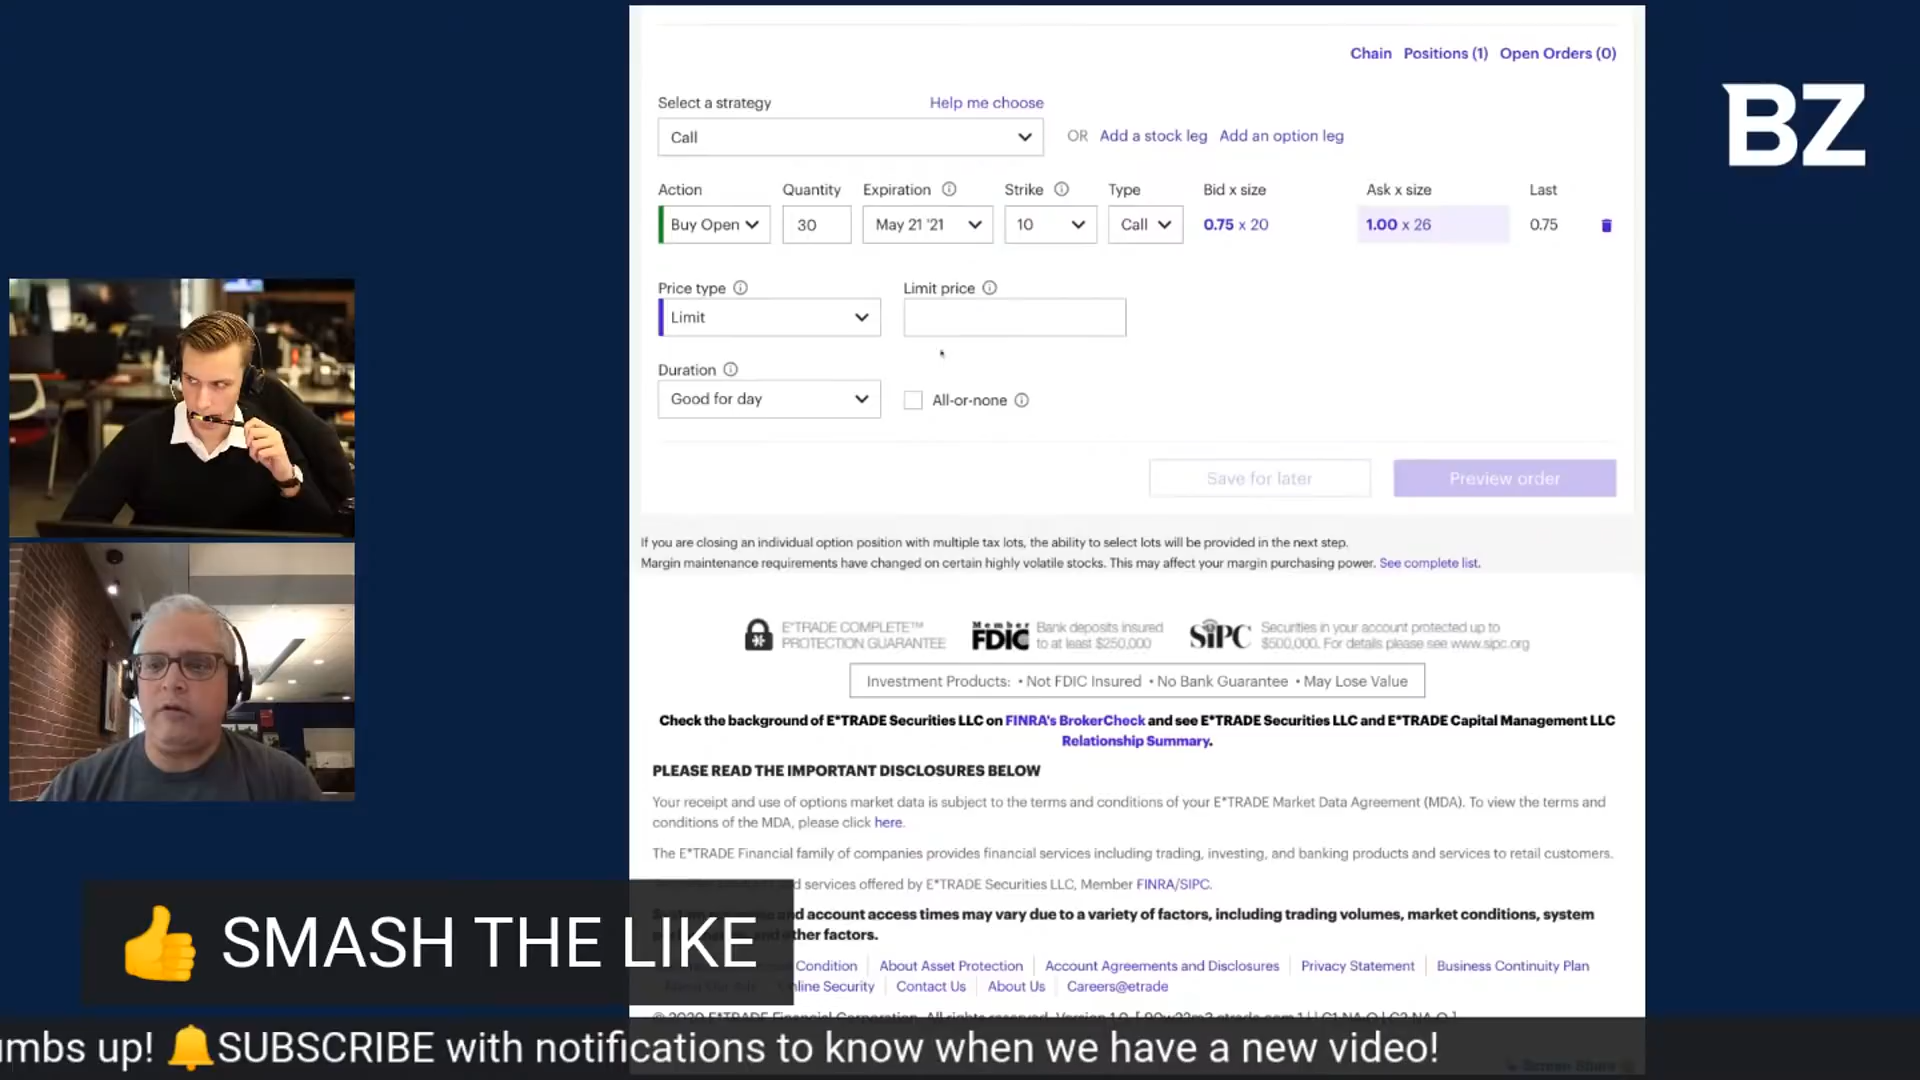 Chain Positions (1) Open Orders (0)
BZ
Select a strategy Help me choose
Call OR Add a stock leg Add an option leg
Action Quantity Expiration Strike Type Bid x size Ask x size Last
Buy Open 30 May 21 '21 10 Call 0.75 x 20 1.00 x 26 0.75
Price type Limit price
Limit
Duration
Good for day All-or-none
Save for later Preview order
If you are closing an individual option position with multiple tax lots, the ability to select lots will be provided in the next step.
Margin maintenance requirements have changed on certain highly volatile stocks. This may affect your margin purchasing power. See complete list.
E*TRADE COMPLETE™ Member Bank deposits insured Securities in your account protected up to
PROTECTION GUARANTEE FDIC to at least $250,000 SIPC $500,000. For details please see www.sipc.org
Investment Products: • Not FDIC Insured • No Bank Guarantee • May Lose Value
Check the background of E*TRADE Securities LLC on FINRA's BrokerCheck and see E*TRADE Securities LLC and E*TRADE Capital Management LLC
Relationship Summary.
PLEASE READ THE IMPORTANT DISCLOSURES BELOW
Your receipt and use of options market data is subject to the terms and conditions of your E*TRADE Market Data Agreement (MDA). To view the terms and
conditions of the MDA, please click here.
The E*TRADE Financial family of companies provides financial services including trading, investing, and banking products and services to retail customers.
services offered by E*TRADE Securities LLC, Member FINRA/SIPC.
and account access times may vary due to a variety of factors, including trading volumes, market conditions, system
and other factors.
👍 SMASH THE LIKE
Condition About Asset Protection Account Agreements and Disclosures Privacy Statement Business Continuity Plan
Online Security Contact Us About Us Careers@etrade
umbs up! 🔔SUBSCRIBE with notifications to know when we have a new video!